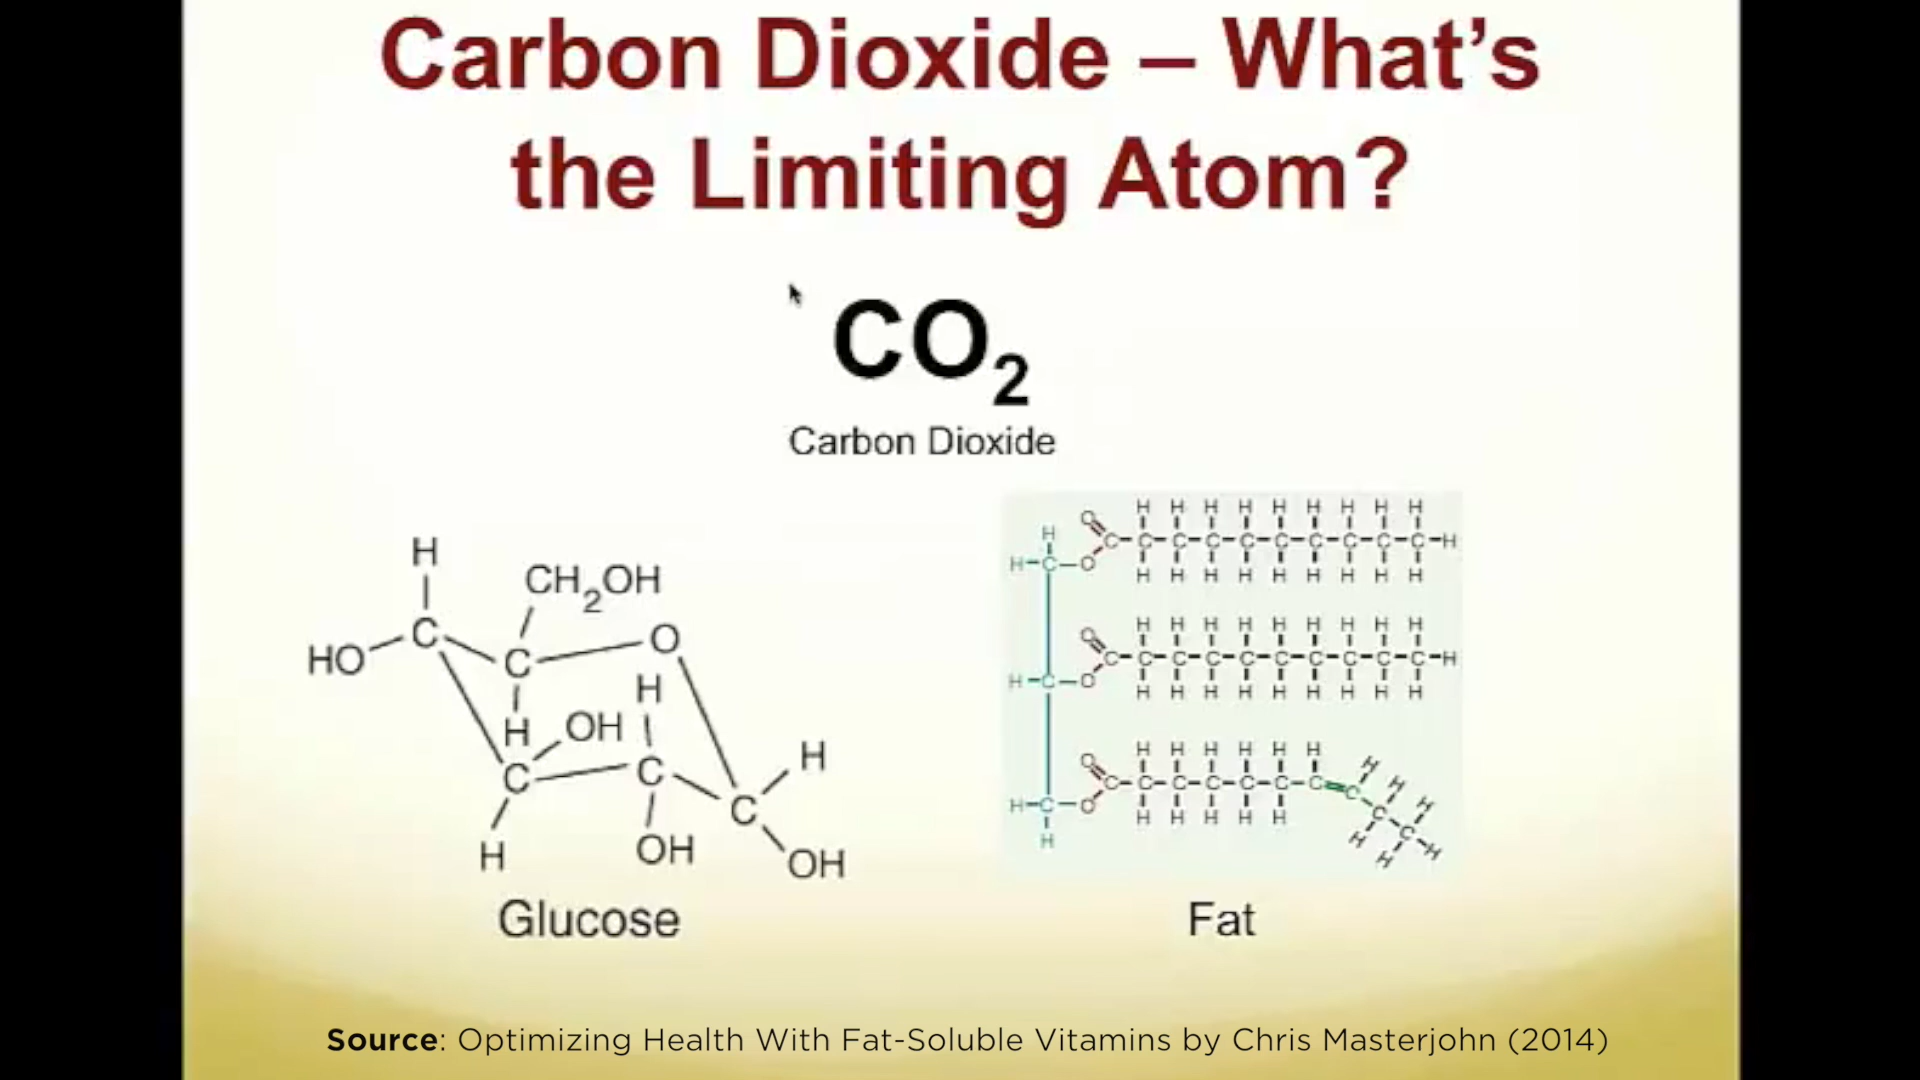 Carbon Dioxide – What's
the Limiting Atom?
CO₂
Carbon Dioxide
H
CH₂OH
HO
C
C
O
H
H
OH
C
C
H
C
H
OH
OH
Glucose
H H H H H H H H H
O
H
C-C-C-C-C-C-C-C-C-C-H
H-C-O
H H H H H H H H H
H H H H H H H H H
O
C-C-C-C-C-C-C-C-C-C-H
H-C-O
H H H H H H H H H
H H H H H H
O
H H H
C-C-C-C-C-C-C=C-C-C-H
H-C-O
H H H H H
H H
H
Fat
Source: Optimizing Health With Fat-Soluble Vitamins by Chris Masterjohn (2014)